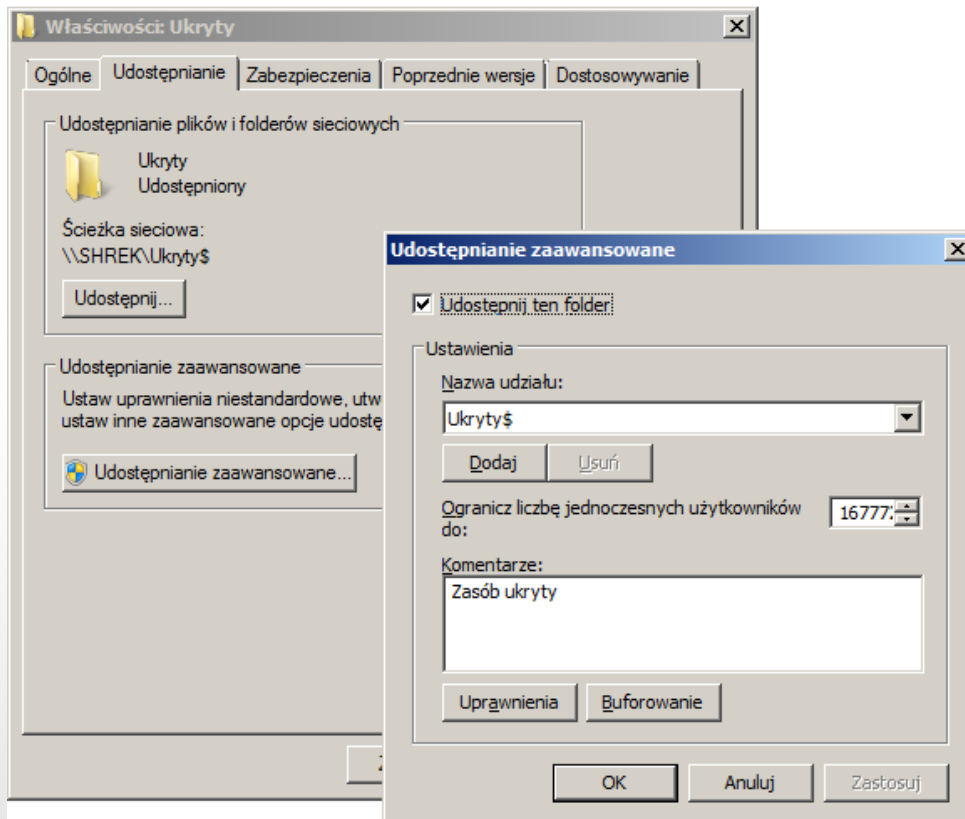 Właściwości: Ukryty
Ogólne Udostępnianie Zabezpieczenia Poprzednie wersje Dostosowywanie
Udostępnianie plików i folderów sieciowych
Ukryty
Udostępniony
Ścieżka sieciowa:
\\SHREK\Ukryty$
Udostępnij...
Udostępnianie zaawansowane
Ustaw uprawnienia niestandardowe,
ustaw inne zaawansowane opcje
Udostępnianie zaawansowane...
Udostępnianie zaawansowane
Udostępnij ten folder
Ustawienia
Nazwa udziału:
Ukryty$
Dodaj Usuń
Ogranicz liczbę jednoczesnych użytkowników
do:
16777
Komentarze:
Zasób ukryty
Uprawnienia Buforowanie
OK Anuluj Zastosuj